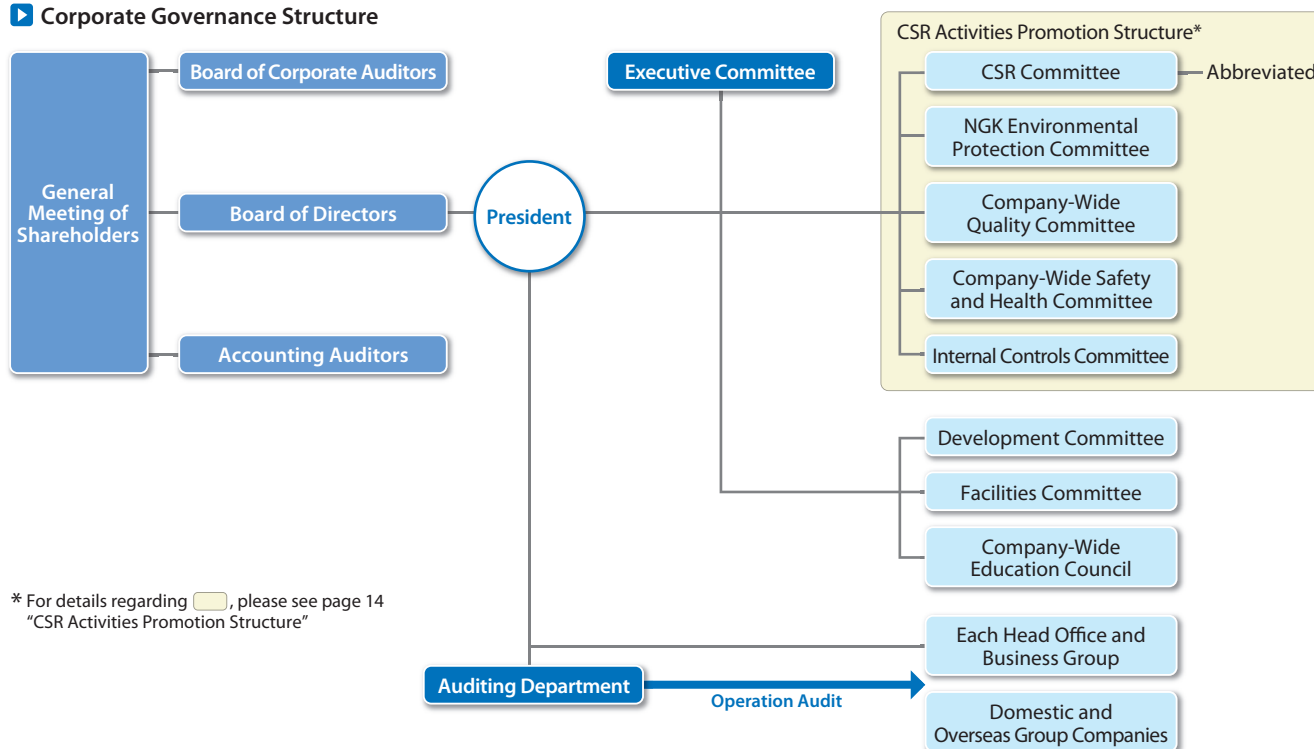 Corporate Governance Structure
General
Meeting of
Shareholders
Board of Corporate Auditors
Board of Directors
Accounting Auditors
President
Executive Committee
CSR Activities Promotion Structure*
CSR Committee
Abbreviated
NGK Environmental
Protection Committee
Company-Wide
Quality Committee
Company-Wide Safety
and Health Committee
Internal Controls Committee
Development Committee
Facilities Committee
Company-Wide
Education Council
* For details regarding , please see page 14
“CSR Activities Promotion Structure”
Each Head Office and
Business Group
Auditing Department
Operation Audit
Domestic and
Overseas Group Companies